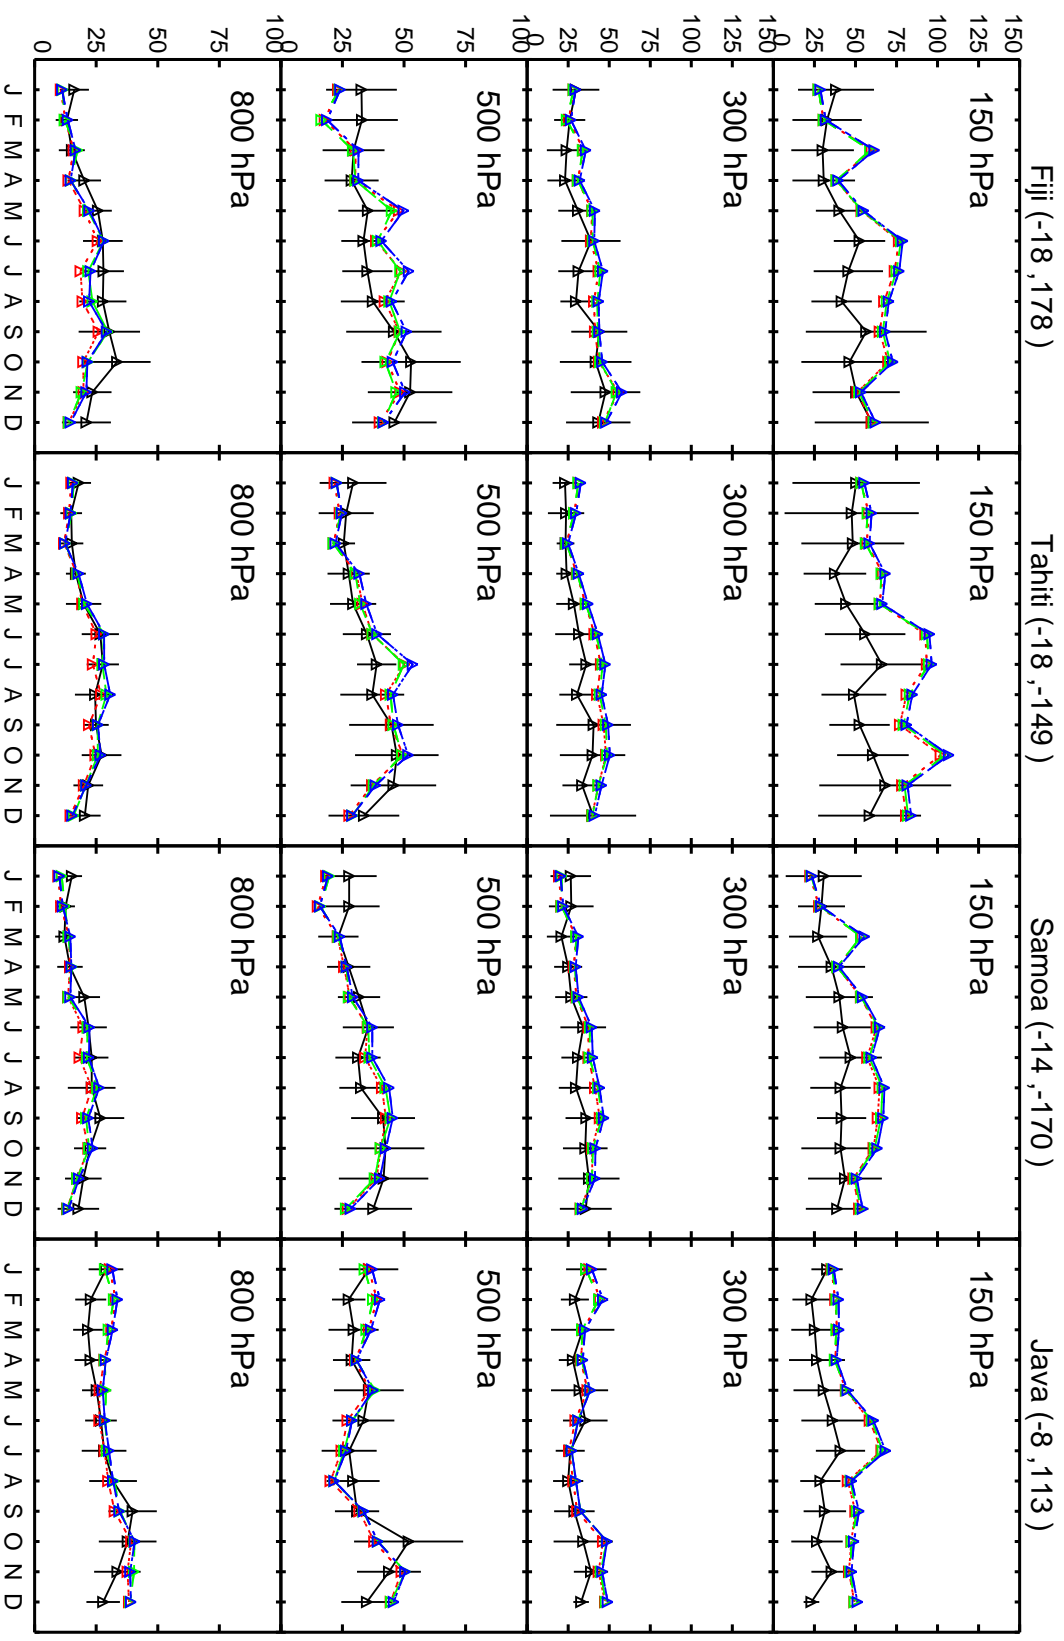 Fiji (-18 ,178 )
Tahiti (-18 ,-149)
Samoa (-14 ,-170)
Java (-8 ,113 )
150
125
100
75
50
25
150 hPa
150 hPa
150 hPa
150 hPa
150
125
100
75
50
25
0
300 hPa
300 hPa
300 hPa
300 hPa
100
75
50
25
0
500 hPa
500 hPa
500 hPa
500 hPa
100
75
50
25
0
800 hPa
800 hPa
800 hPa
800 hPa
J F M A M J J A S O N D
J F M A M J J A S O N D
J F M A M J J A S O N D
J F M A M J J A S O N D